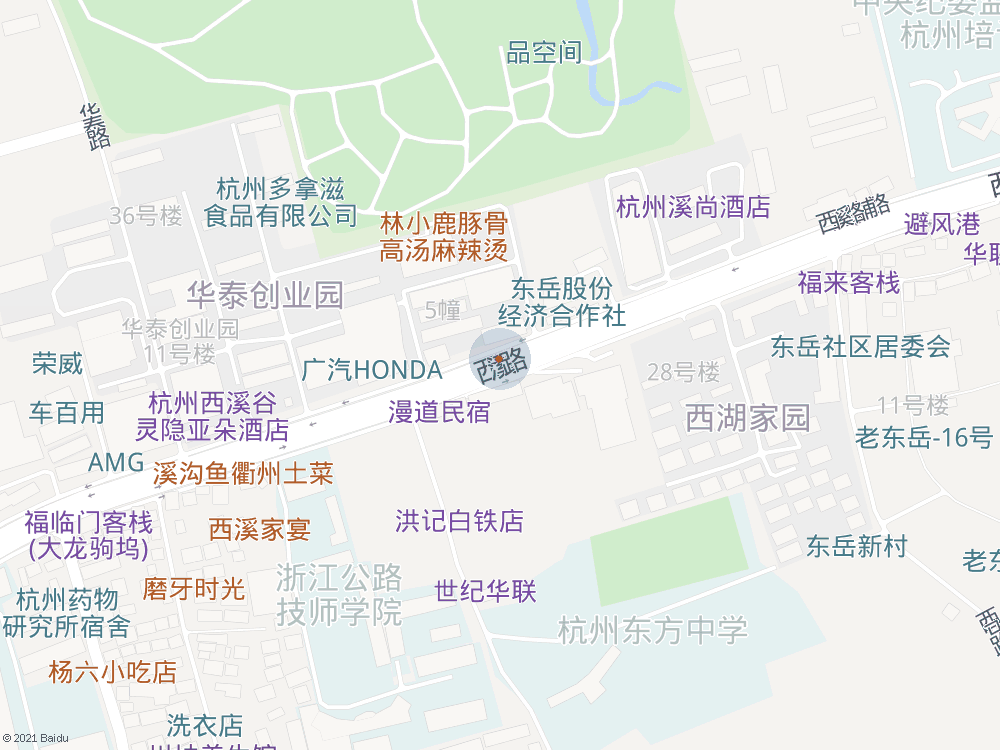 中央纪委监
杭州培
品空间
华泰路
杭州多拿滋
食品有限公司
36号楼
林小鹿豚骨
高汤麻辣烫
杭州溪尚酒店
西溪路辅路
西
避风港
华联
福来客栈
华泰创业园
5幢
东岳股份
经济合作社
华泰创业园
11号楼
荣威
广汽HONDA
西溪路
28号楼
东岳社区居委会
车百用
杭州西溪谷
灵隐亚朵酒店
漫道民宿
西湖家园
11号楼
老东岳-16号
AMG
溪沟鱼衢州土菜
福临门客栈
(大龙驹坞)
西溪家宴
洪记白铁店
东岳新村
老东
磨牙时光
浙江公路
技师学院
世纪华联
杭州药物
研究所宿舍
杭州东方中学
杨六小吃店
洗衣店
© 2021 Baidu